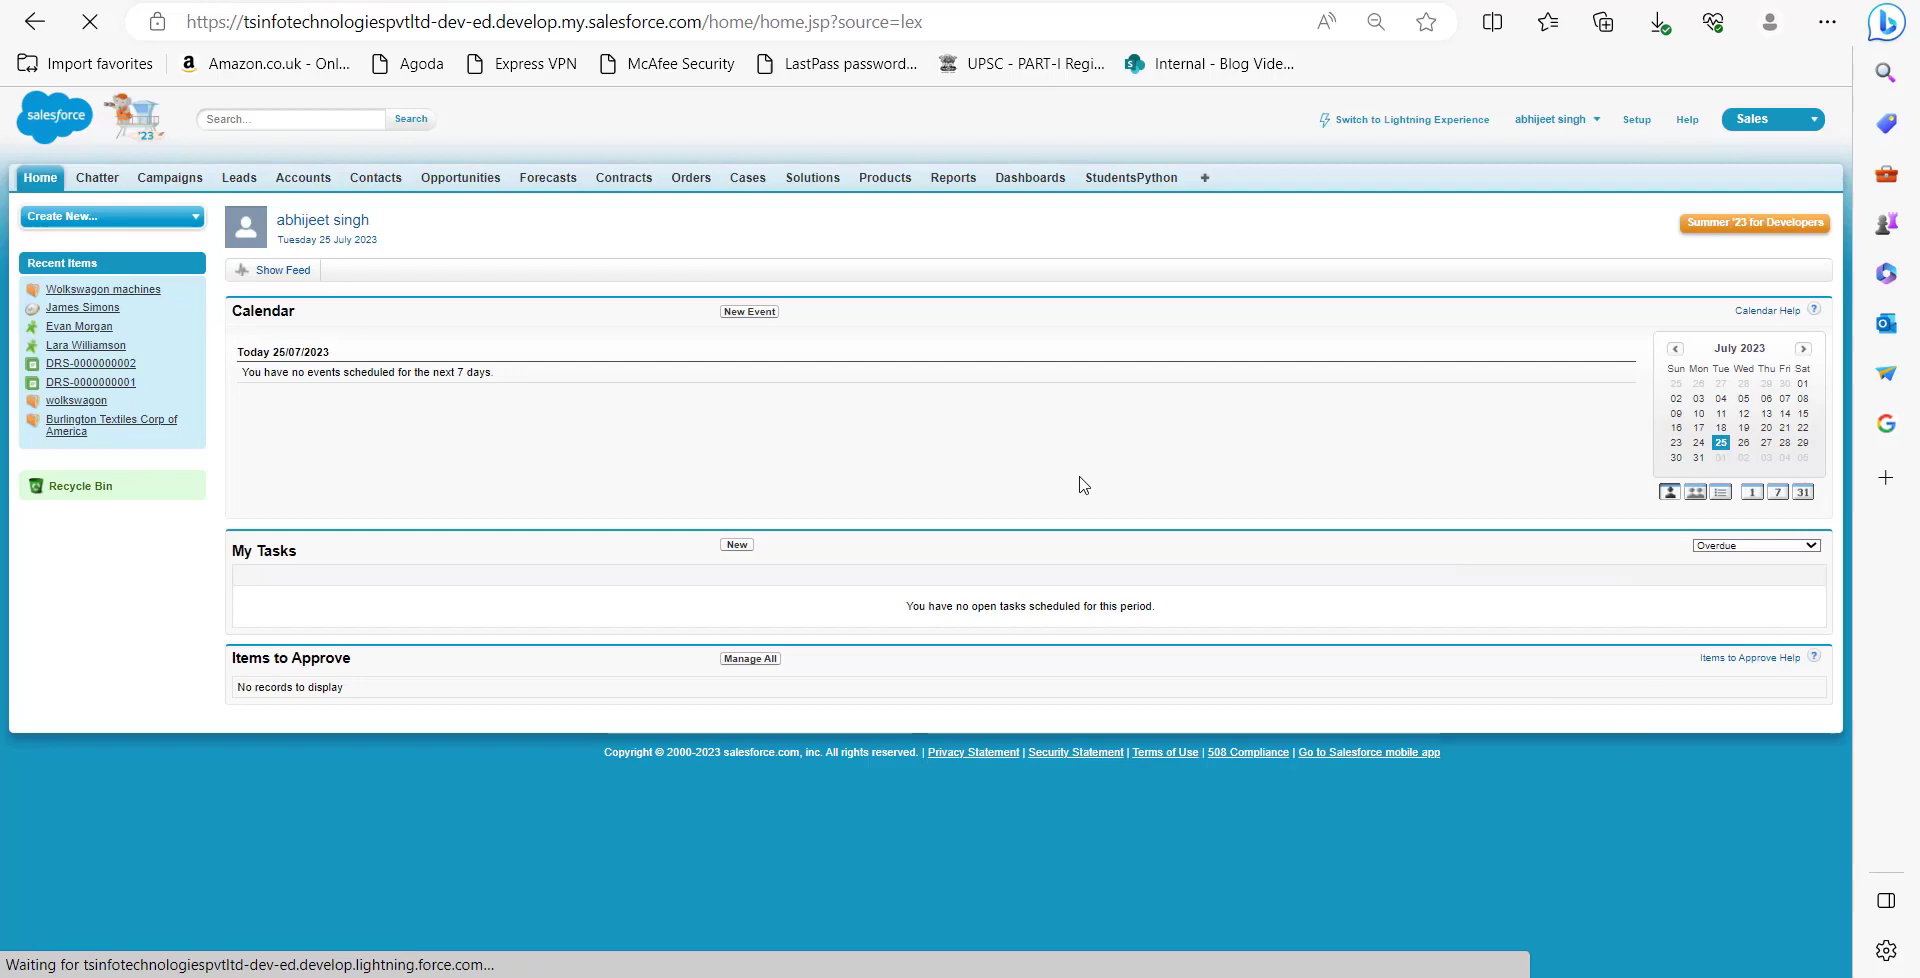 https://tsinfotechnologiespvtltd-dev-ed.develop.my.salesforce.com/home/home.jsp?source=lex
Import favorites
Amazon.co.uk - Onl...
Agoda
Express VPN
McAfee Security
LastPass password...
UPSC - PART-I Regi...
Internal - Blog Vide...
salesforce
'23
Search...
Search
Switch to Lightning Experience
abhijeet singh
Setup
Help
Sales
Home
Chatter
Campaigns
Leads
Accounts
Contacts
Opportunities
Forecasts
Contracts
Orders
Cases
Solutions
Products
Reports
Dashboards
StudentsPython
+
Create New...
Recent Items
Wolkswagon machines
James Simons
Evan Morgan
Lara Williamson
DRS-0000000002
DRS-0000000001
wolkswagon
Burlington Textiles Corp of
America
Recycle Bin
abhijeet singh
Tuesday 25 July 2023
Summer '23 for Developers
Show Feed
Calendar
New Event
Calendar Help ?
Today 25/07/2023
You have no events scheduled for the next 7 days.
July 2023
Sun Mon Tue Wed Thu Fri Sat
25 26 27 28 29 30 01
02 03 04 05 06 07 08
09 10 11 12 13 14 15
16 17 18 19 20 21 22
23 24 25 26 27 28 29
30 31 01 02 03 04 05
1 7 31
My Tasks
New
Overdue
You have no open tasks scheduled for this period.
Items to Approve
Manage All
Items to Approve Help ?
No records to display
Copyright © 2000-2023 salesforce.com, inc. All rights reserved. | Privacy Statement | Security Statement | Terms of Use | 508 Compliance | Go to Salesforce mobile app
Waiting for tsinfotechnologiespvtltd-dev-ed.develop.lightning.force.com...